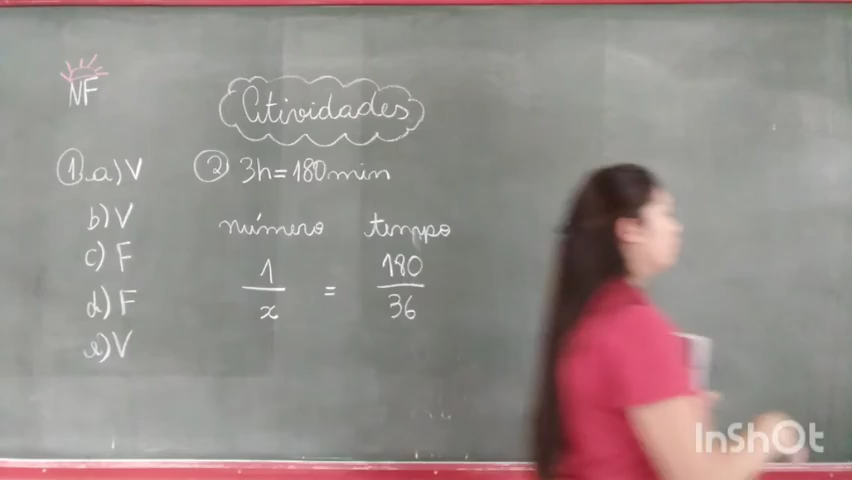 NF
Atividades
1 a) V
b) V
c) F
d) F
e) V
2 3h = 180 min
número tempo
1/x = 180/36
InShOt